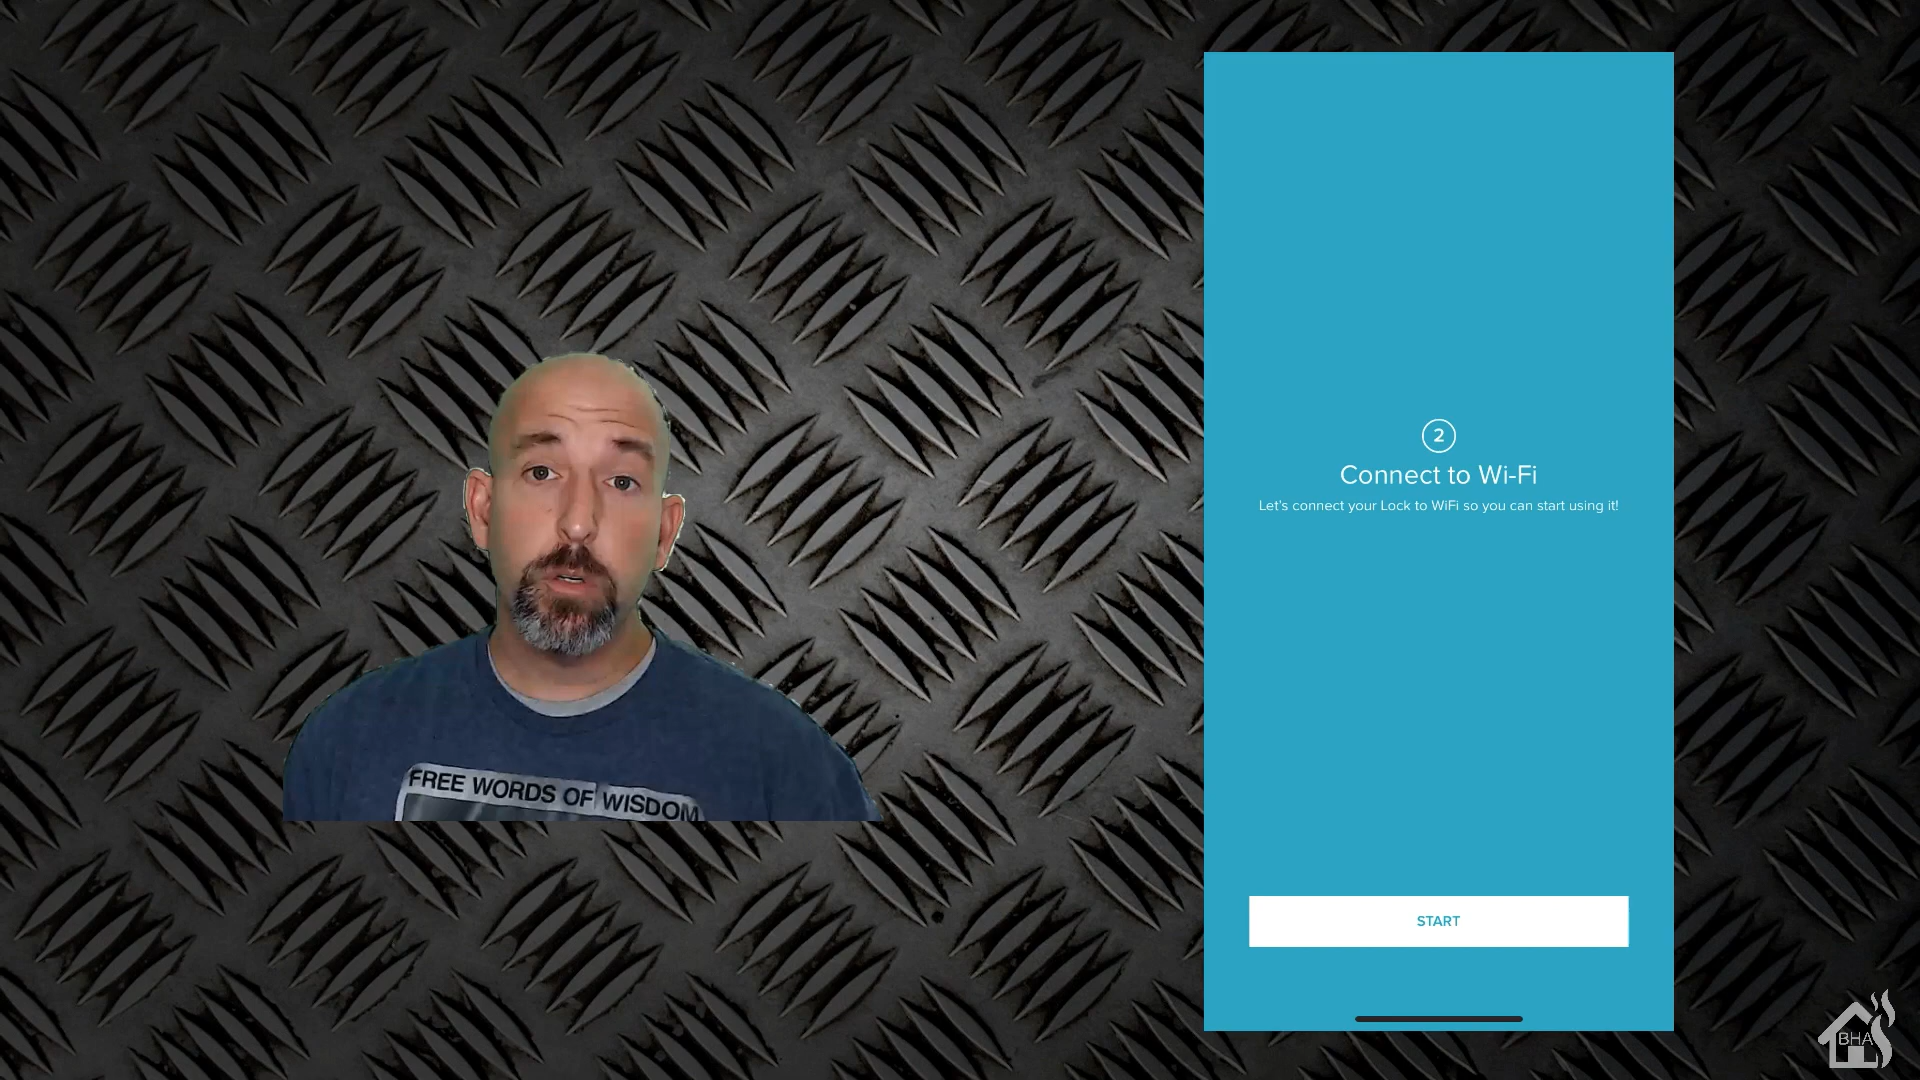 2
Connect to Wi-Fi
Let's connect your Lock to WiFi so you can start using it!
START
FREE WORDS OF WISDOM
BHA